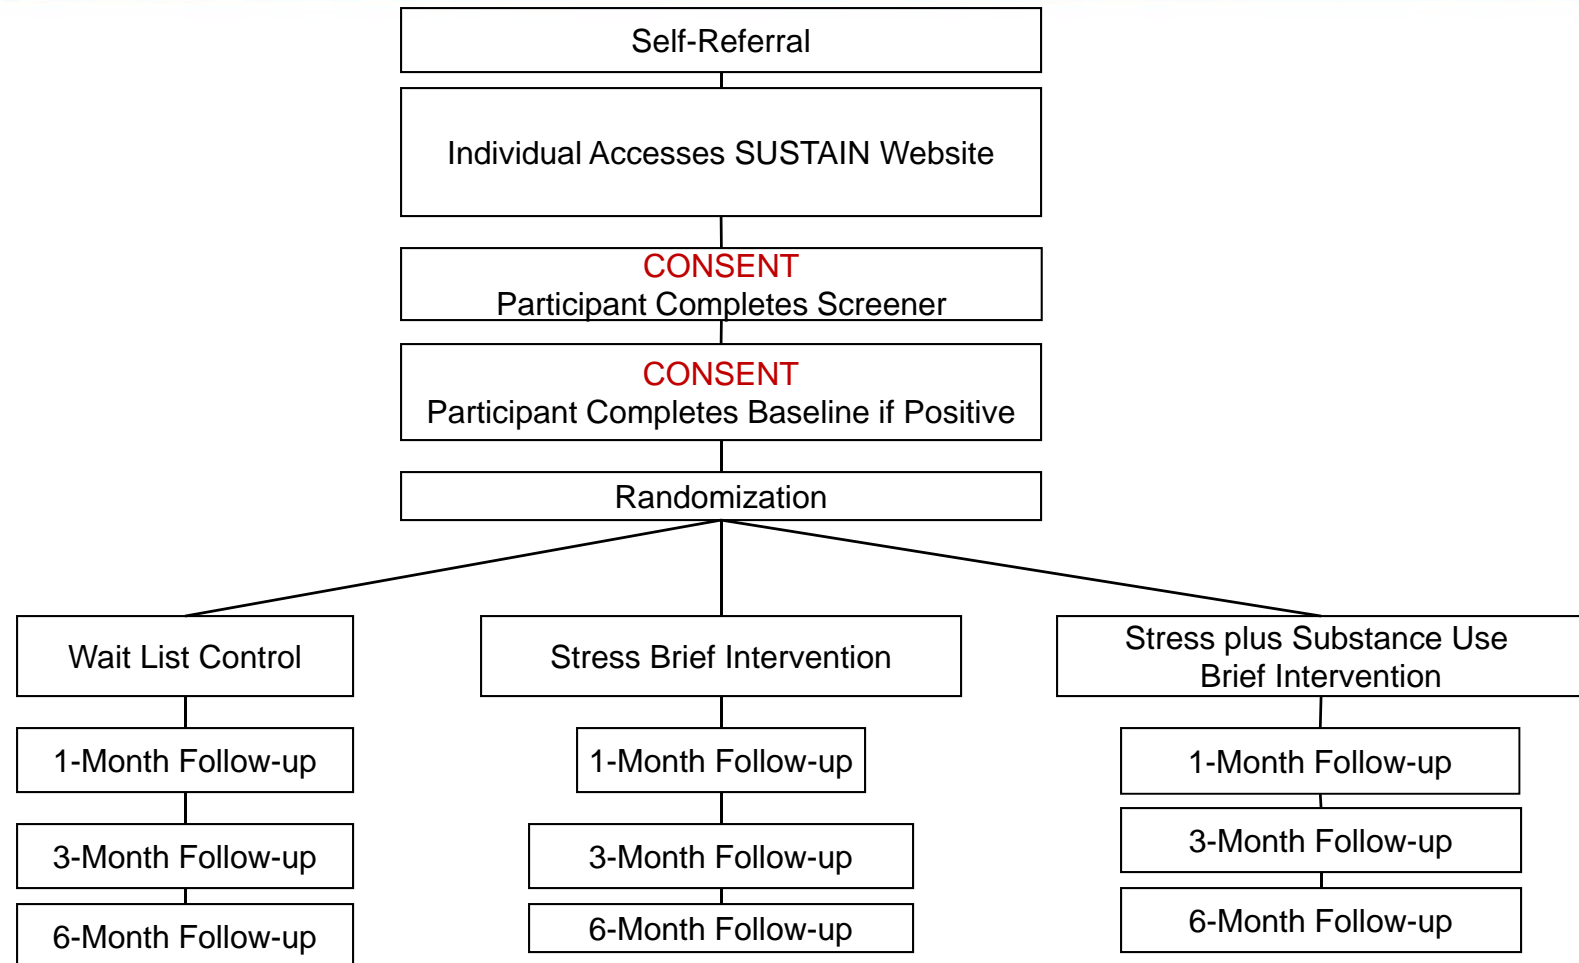 Self-Referral
Individual Accesses SUSTAIN Website
CONSENT
Participant Completes Screener
CONSENT
Participant Completes Baseline if Positive
Randomization
Wait List Control
Stress Brief Intervention
Stress plus Substance Use
Brief Intervention
1-Month Follow-up
1-Month Follow-up
1-Month Follow-up
3-Month Follow-up
3-Month Follow-up
3-Month Follow-up
6-Month Follow-up
6-Month Follow-up
6-Month Follow-up